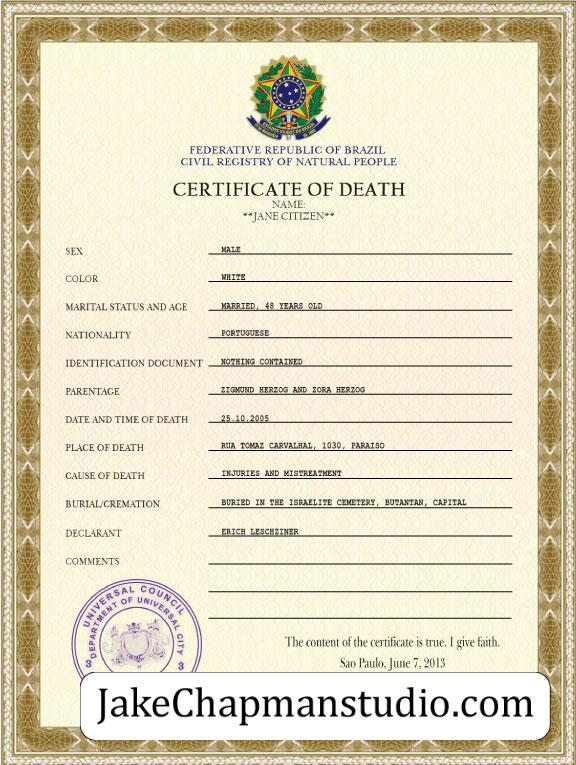 FEDERATIVE REPUBLIC OF BRAZIL
CIVIL REGISTRY OF NATURAL PEOPLE
CERTIFICATE OF DEATH
NAME:
**JANE CITIZEN**
SEX MALE
COLOR WHITE
MARITAL STATUS AND AGE MARRIED, 48 YEARS OLD
NATIONALITY PORTUGUESE
IDENTIFICATION DOCUMENT NOTHING CONTAINED
PARENTAGE ZIGMUND HERZOG AND ZORA HERZOG
DATE AND TIME OF DEATH 25.10.2005
PLACE OF DEATH RUA TOMAZ CARVALHAL, 1030, PARAISO
CAUSE OF DEATH INJURIES AND MISTREATMENT
BURIAL/CREMATION BURIED IN THE ISRAELITE CEMETERY, BUTANTAN, CAPITAL
DECLARANT ERICH LESCHZINER
COMMENTS
UNIVERSAL COUNCIL
DEPARTMENT OF UNIVERSAL CITY
3 3
The content of the certificate is true. I give faith.
Sao Paulo, June 7, 2013
JakeChapmanstudio.com